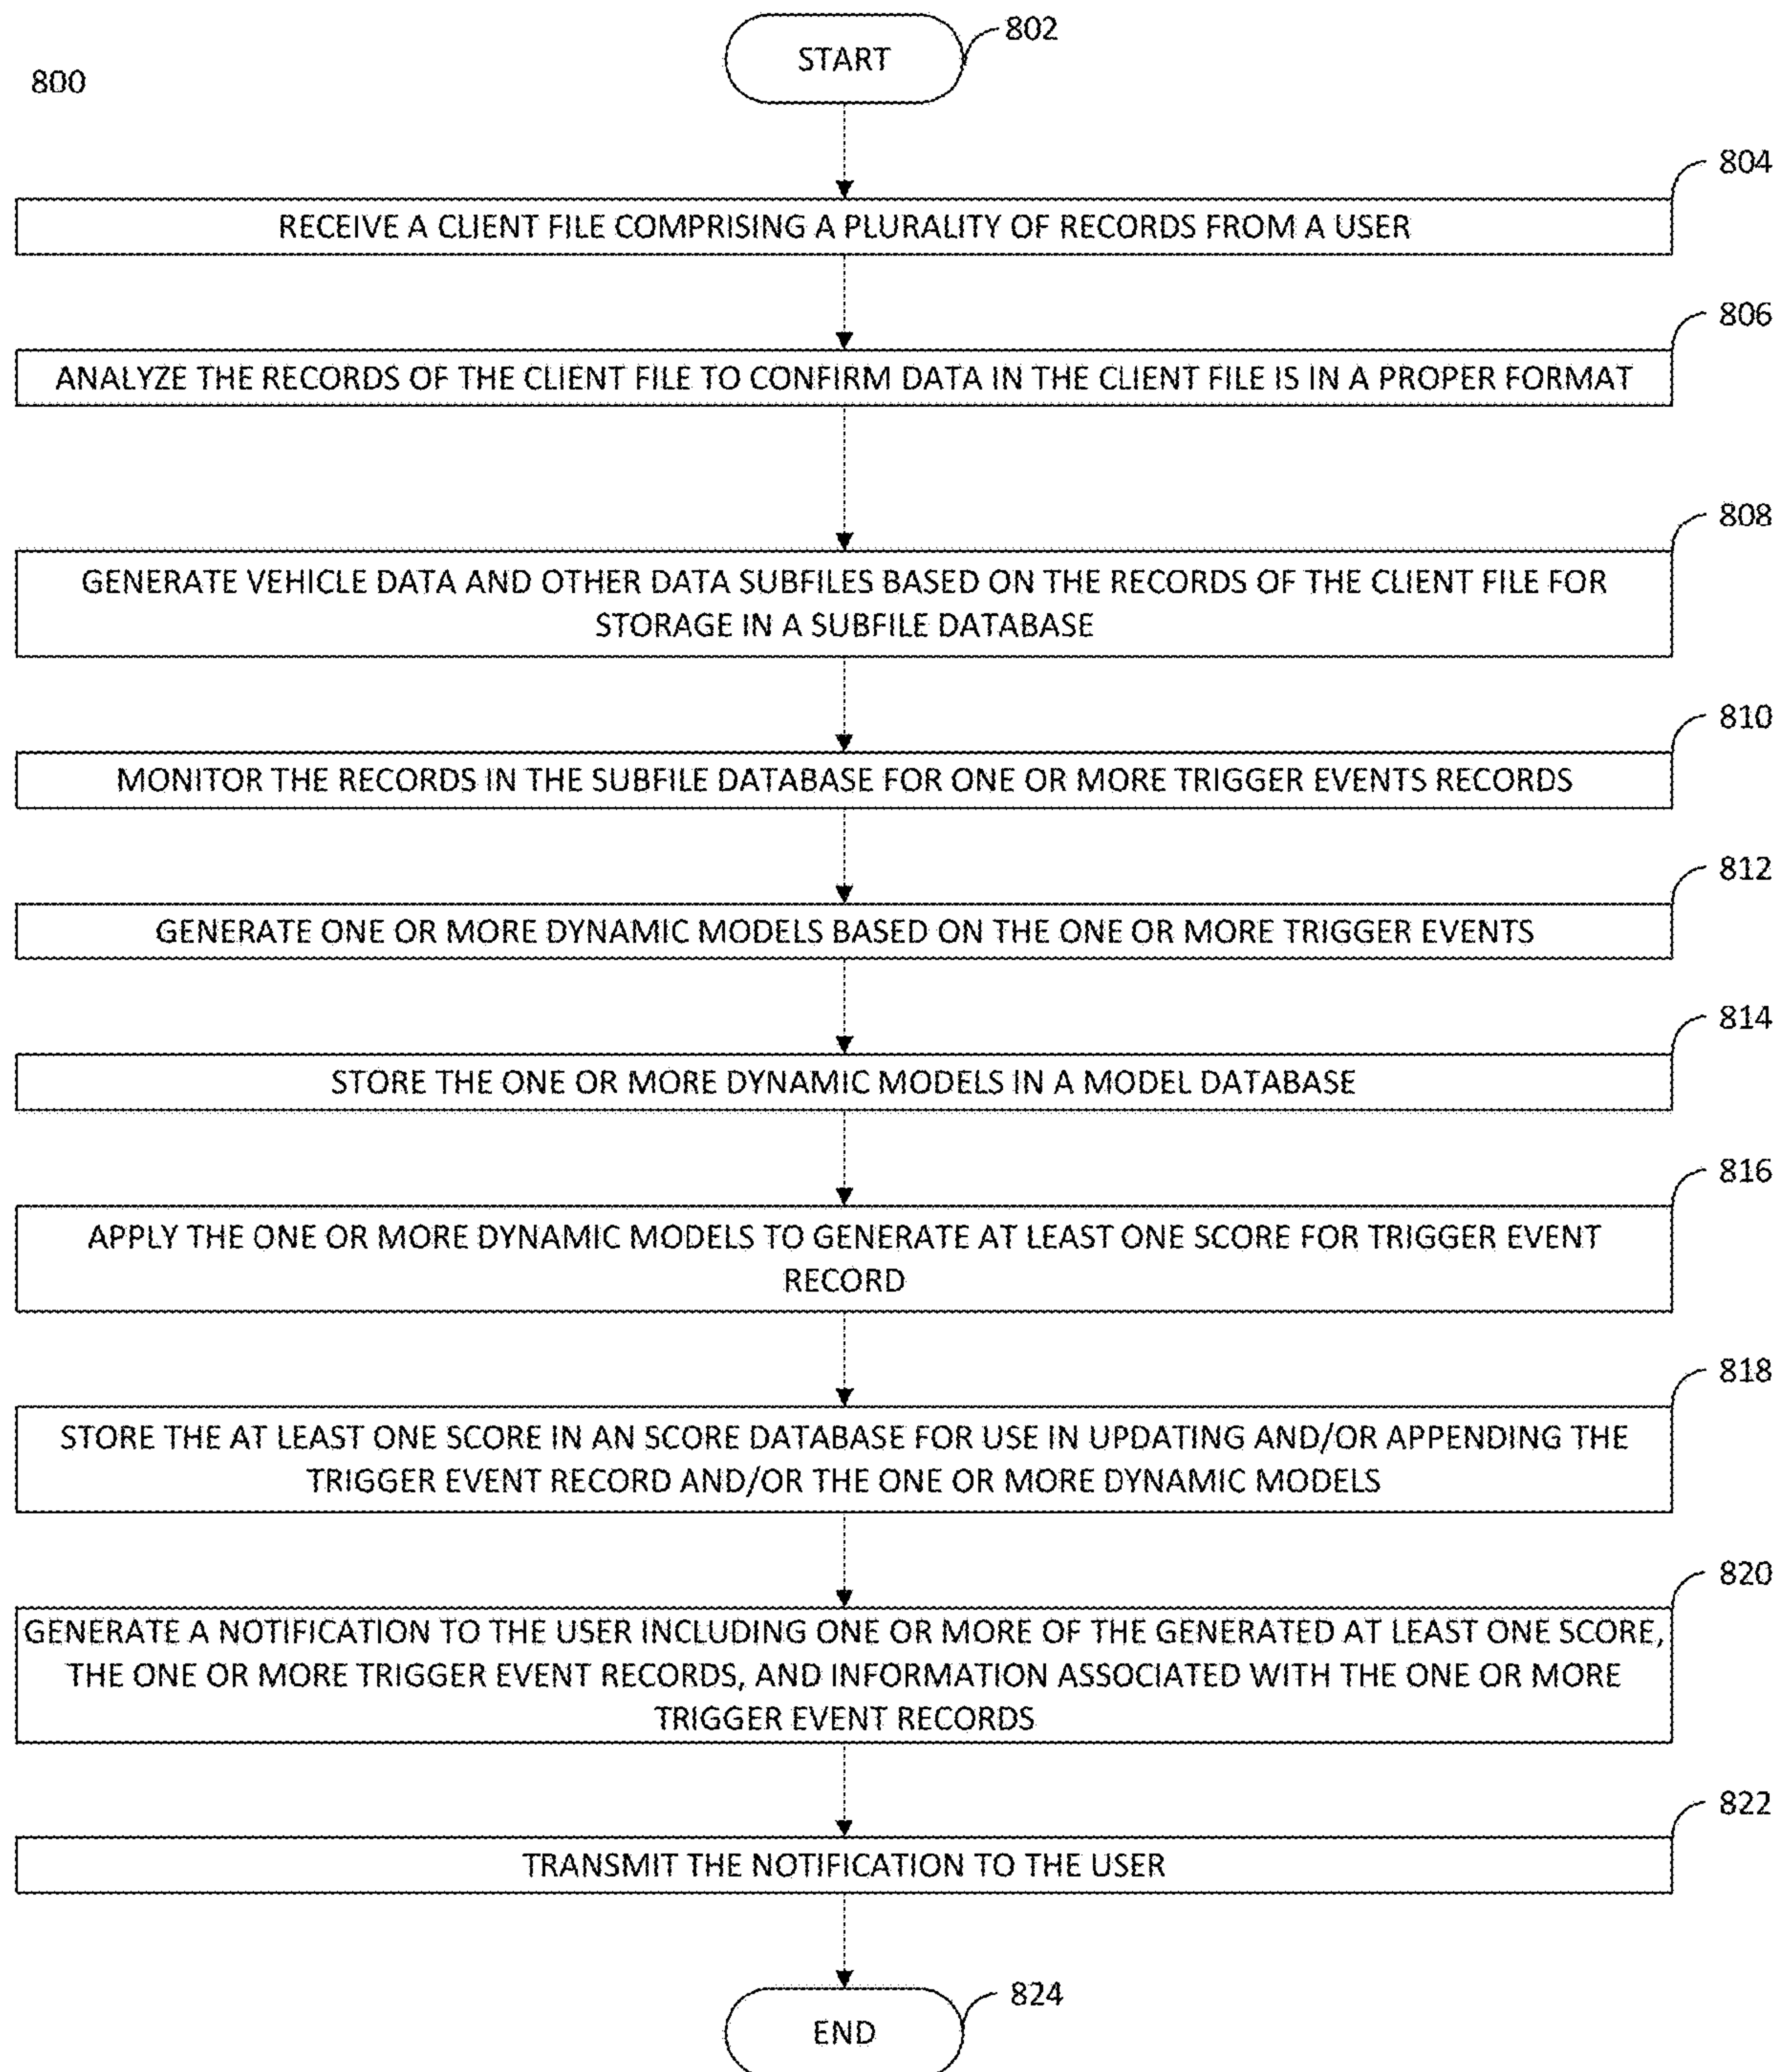 802
START
800
804
RECEIVE A CLIENT FILE COMPRISING A PLURALITY OF RECORDS FROM A USER
806
ANALYZE THE RECORDS OF THE CLIENT FILE TO CONFIRM DATA IN THE CLIENT FILE IS IN A PROPER FORMAT
808
GENERATE VEHICLE DATA AND OTHER DATA SUBFILES BASED ON THE RECORDS OF THE CLIENT FILE FOR
STORAGE IN A SUBFILE DATABASE
810
MONITOR THE RECORDS IN THE SUBFILE DATABASE FOR ONE OR MORE TRIGGER EVENTS RECORDS
812
GENERATE ONE OR MORE DYNAMIC MODELS BASED ON THE ONE OR MORE TRIGGER EVENTS
814
STORE THE ONE OR MORE DYNAMIC MODELS IN A MODEL DATABASE
816
APPLY THE ONE OR MORE DYNAMIC MODELS TO GENERATE AT LEAST ONE SCORE FOR TRIGGER EVENT
RECORD
818
STORE THE AT LEAST ONE SCORE IN AN SCORE DATABASE FOR USE IN UPDATING AND/OR APPENDING THE
TRIGGER EVENT RECORD AND/OR THE ONE OR MORE DYNAMIC MODELS
820
GENERATE A NOTIFICATION TO THE USER INCLUDING ONE OR MORE OF THE GENERATED AT LEAST ONE SCORE,
THE ONE OR MORE TRIGGER EVENT RECORDS, AND INFORMATION ASSOCIATED WITH THE ONE OR MORE
TRIGGER EVENT RECORDS
822
TRANSMIT THE NOTIFICATION TO THE USER
824
END